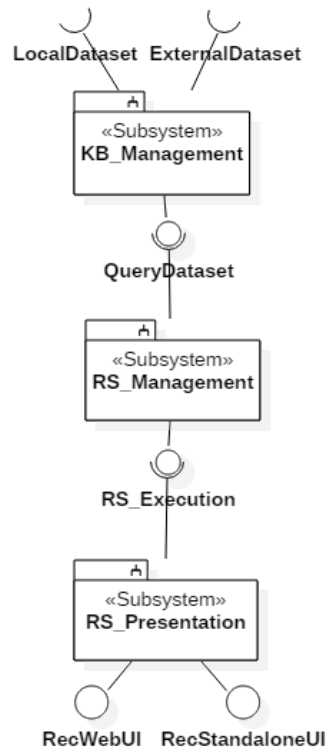 LocalDataset ExternalDataset
«Subsystem»
KB_Management
QueryDataset
«Subsystem»
RS_Management
RS_Execution
«Subsystem»
RS_Presentation
RecWebUI RecStandaloneUI